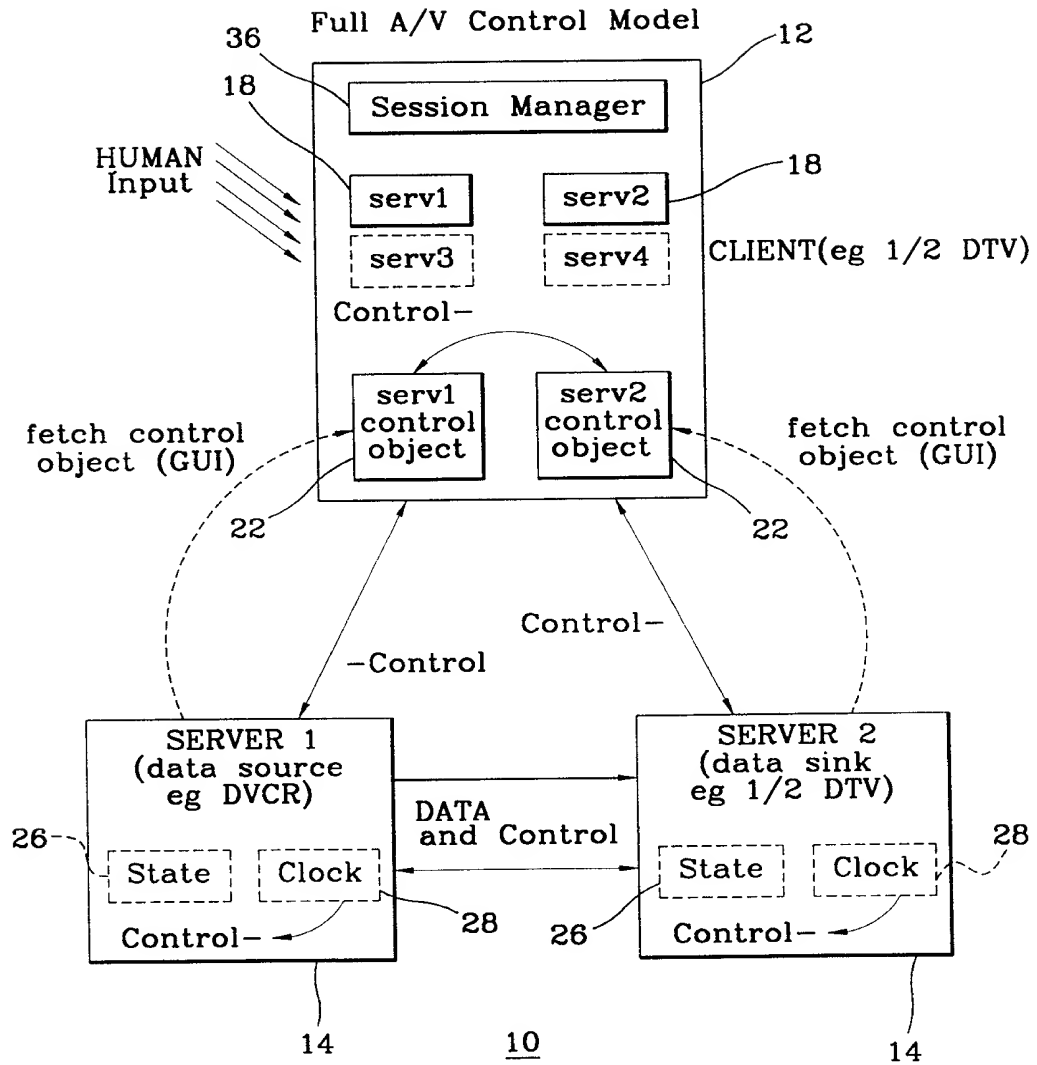 Full A/V Control Model
12
36
Session Manager
18
HUMAN
Input
serv1
serv2
18
serv3
serv4
CLIENT(eg 1/2 DTV)
Control-
serv1
control
object
serv2
control
object
fetch control
object (GUI)
fetch control
object (GUI)
22
22
Control-
-Control
SERVER 1
(data source
eg DVCR)
SERVER 2
(data sink
eg 1/2 DTV)
DATA
and Control
26
State
Clock
28
Control-
State
Clock
28
26
Control-
14
10
14